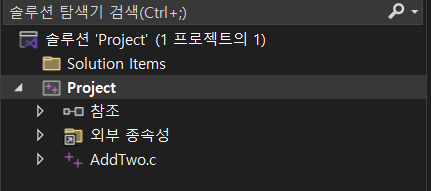 솔루션 탐색기 검색(Ctrl+;)
솔루션 'Project' (1 프로젝트의 1)
Solution Items
Project
참조
외부 종속성
AddTwo.c